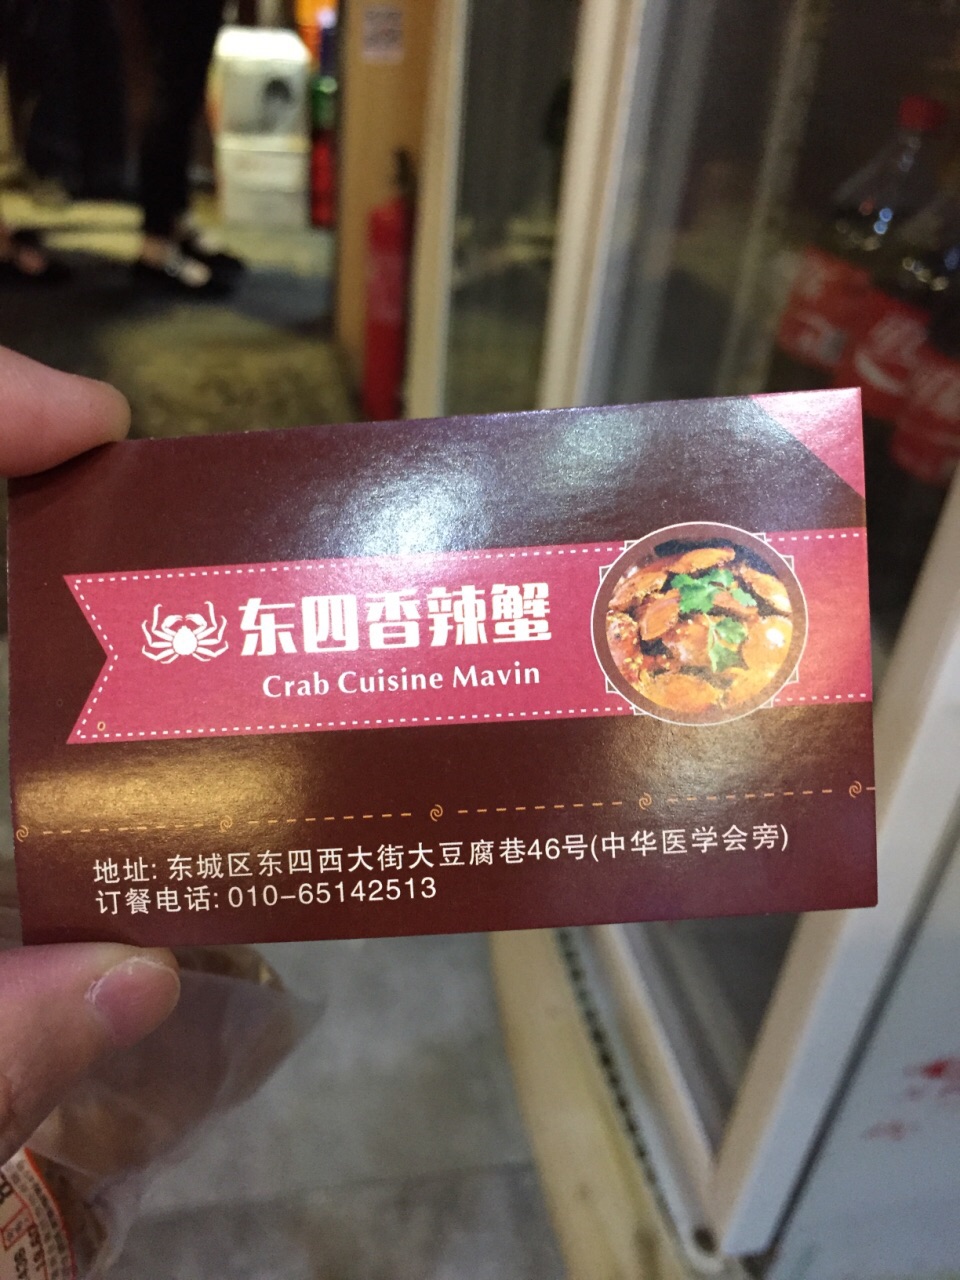 东四香辣蟹
Crab Cuisine Mavin
地址: 东城区东四西大街大豆腐巷46号(中华医学会旁)
订餐电话: 010-65142513